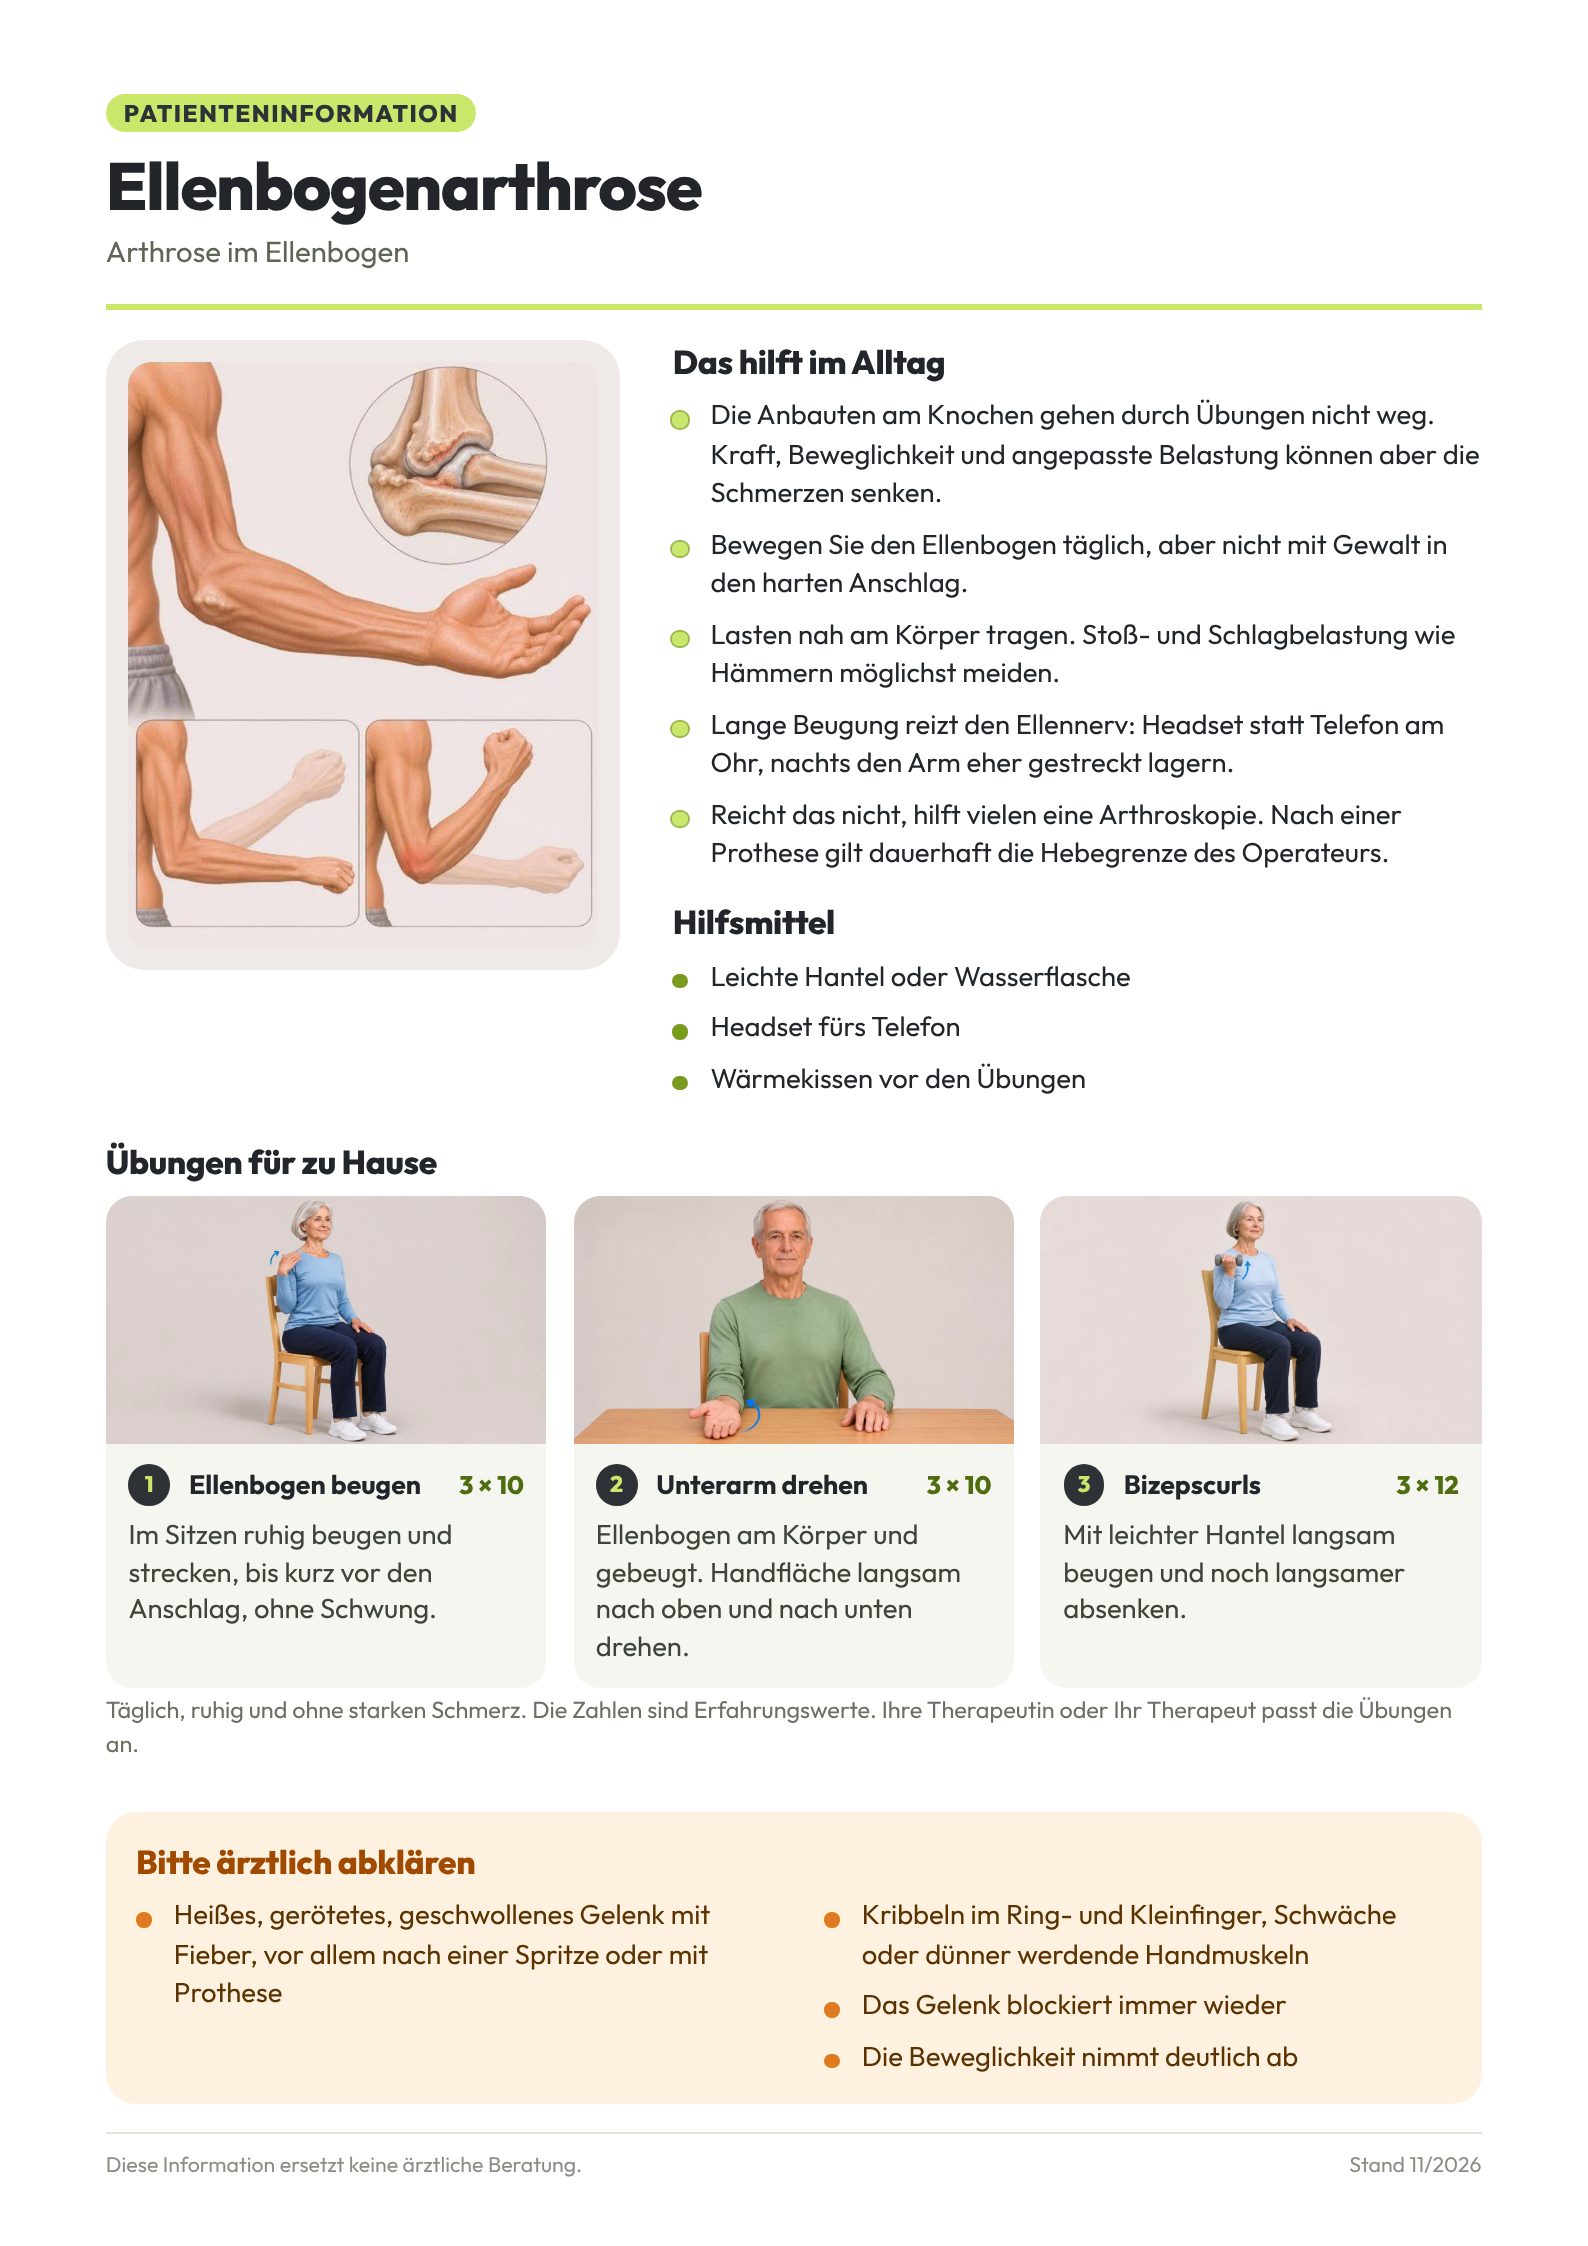 PATIENTENINFORMATION
Ellenbogenarthrose
Arthrose im Ellenbogen
Das hilft im Alltag
Die Anbauten am Knochen gehen durch Übungen nicht weg.
Kraft, Beweglichkeit und angepasste Belastung können aber die
Schmerzen senken.
Bewegen Sie den Ellenbogen täglich, aber nicht mit Gewalt in
den harten Anschlag.
Lasten nah am Körper tragen. Stoß- und Schlagbelastung wie
Hämmern möglichst meiden.
Lange Beugung reizt den Ellennerv: Headset statt Telefon am
Ohr, nachts den Arm eher gestreckt lagern.
Reicht das nicht, hilft vielen eine Arthroskopie. Nach einer
Prothese gilt dauerhaft die Hebegrenze des Operateurs.
Hilfsmittel
Leichte Hantel oder Wasserflasche
Headset fürs Telefon
Wärmekissen vor den Übungen
Übungen für zu Hause
1 Ellenbogen beugen 3 × 10
Im Sitzen ruhig beugen und
strecken, bis kurz vor den
Anschlag, ohne Schwung.
2 Unterarm drehen 3 × 10
Ellenbogen am Körper und
gebeugt. Handfläche langsam
nach oben und nach unten
drehen.
3 Bizepscurls 3 × 12
Mit leichter Hantel langsam
beugen und noch langsamer
absenken.
Täglich, ruhig und ohne starken Schmerz. Die Zahlen sind Erfahrungswerte. Ihre Therapeutin oder Ihr Therapeut passt die Übungen
an.
Bitte ärztlich abklären
Heißes, gerötetes, geschwollenes Gelenk mit
Fieber, vor allem nach einer Spritze oder mit
Prothese
Kribbeln im Ring- und Kleinfinger, Schwäche
oder dünner werdende Handmuskeln
Das Gelenk blockiert immer wieder
Die Beweglichkeit nimmt deutlich ab
Diese Information ersetzt keine ärztliche Beratung.
Stand 11/2026